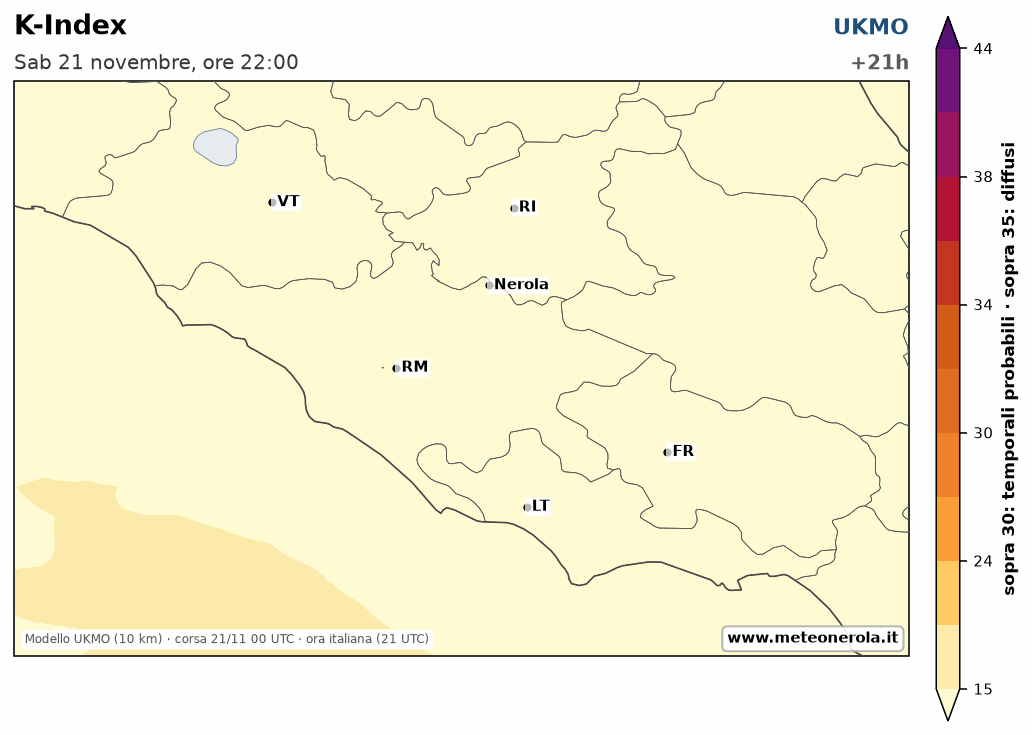 K-Index
UKMO
Sab 21 novembre, ore 22:00
+21h
VT
RI
Nerola
RM
FR
LT
Modello UKMO (10 km) · corsa 21/11 00 UTC · ora italiana (21 UTC)
www.meteonerola.it
44
38
34
30
24
15
sopra 30: temporali probabili · sopra 35: diffusi